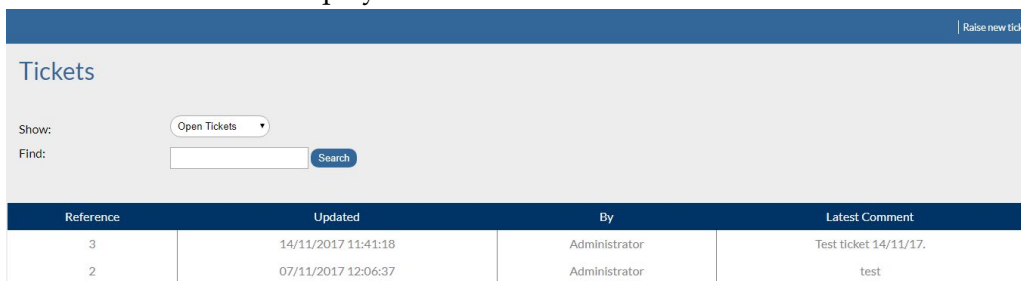 Raise new
Tickets
Show: Open Tickets
Find: Search
Reference Updated By Latest Comment
3 14/11/2017 11:41:18 Administrator Test ticket 14/11/17.
2 07/11/2017 12:06:37 Administrator test